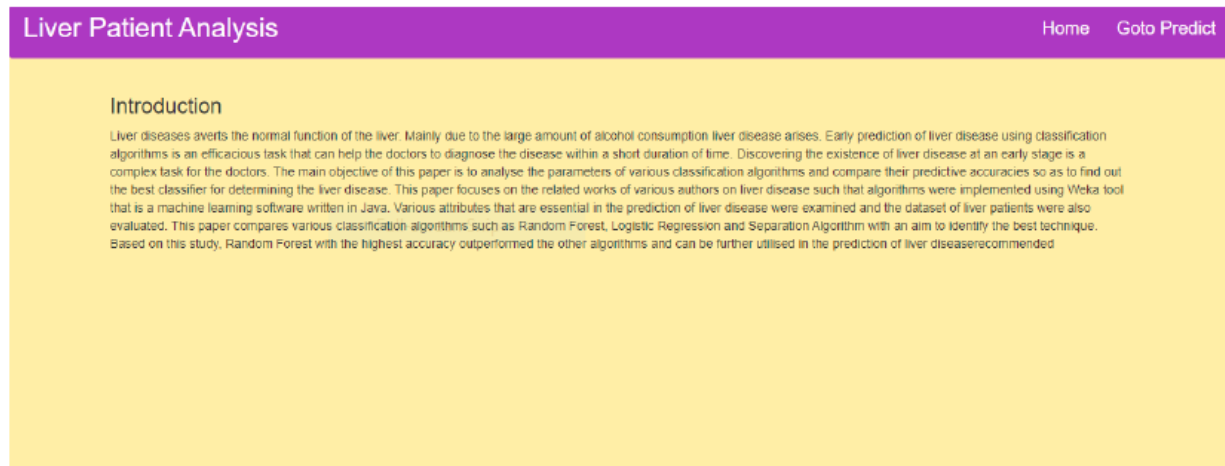 Liver Patient Analysis
Home Goto Predict
Introduction
Liver diseases averts the normal function of the liver. Mainly due to the large amount of alcohol consumption liver disease arises. Early prediction of liver disease using classification
algorithms is an efficacious task that can help the doctors to diagnose the disease within a short duration of time. Discovering the existence of liver disease at an early stage is a
complex task for the doctors. The main objective of this paper is to analyse the parameters of various classification algorithms and compare their predictive accuracies so as to find out
the best classifier for determining the liver disease. This paper focuses on the related works of various authors on liver disease such that algorithms were implemented using Weka tool
that is a machine learning software written in Java. Various attributes that are essential in the prediction of liver disease were examined and the dataset of liver patients were also
evaluated. This paper compares various classification algorithms such as Random Forest, Logistic Regression and Separation Algorithm with an aim to identify the best technique.
Based on this study, Random Forest with the highest accuracy outperformed the other algorithms and can be further utilised in the prediction of liver diseaserecommended